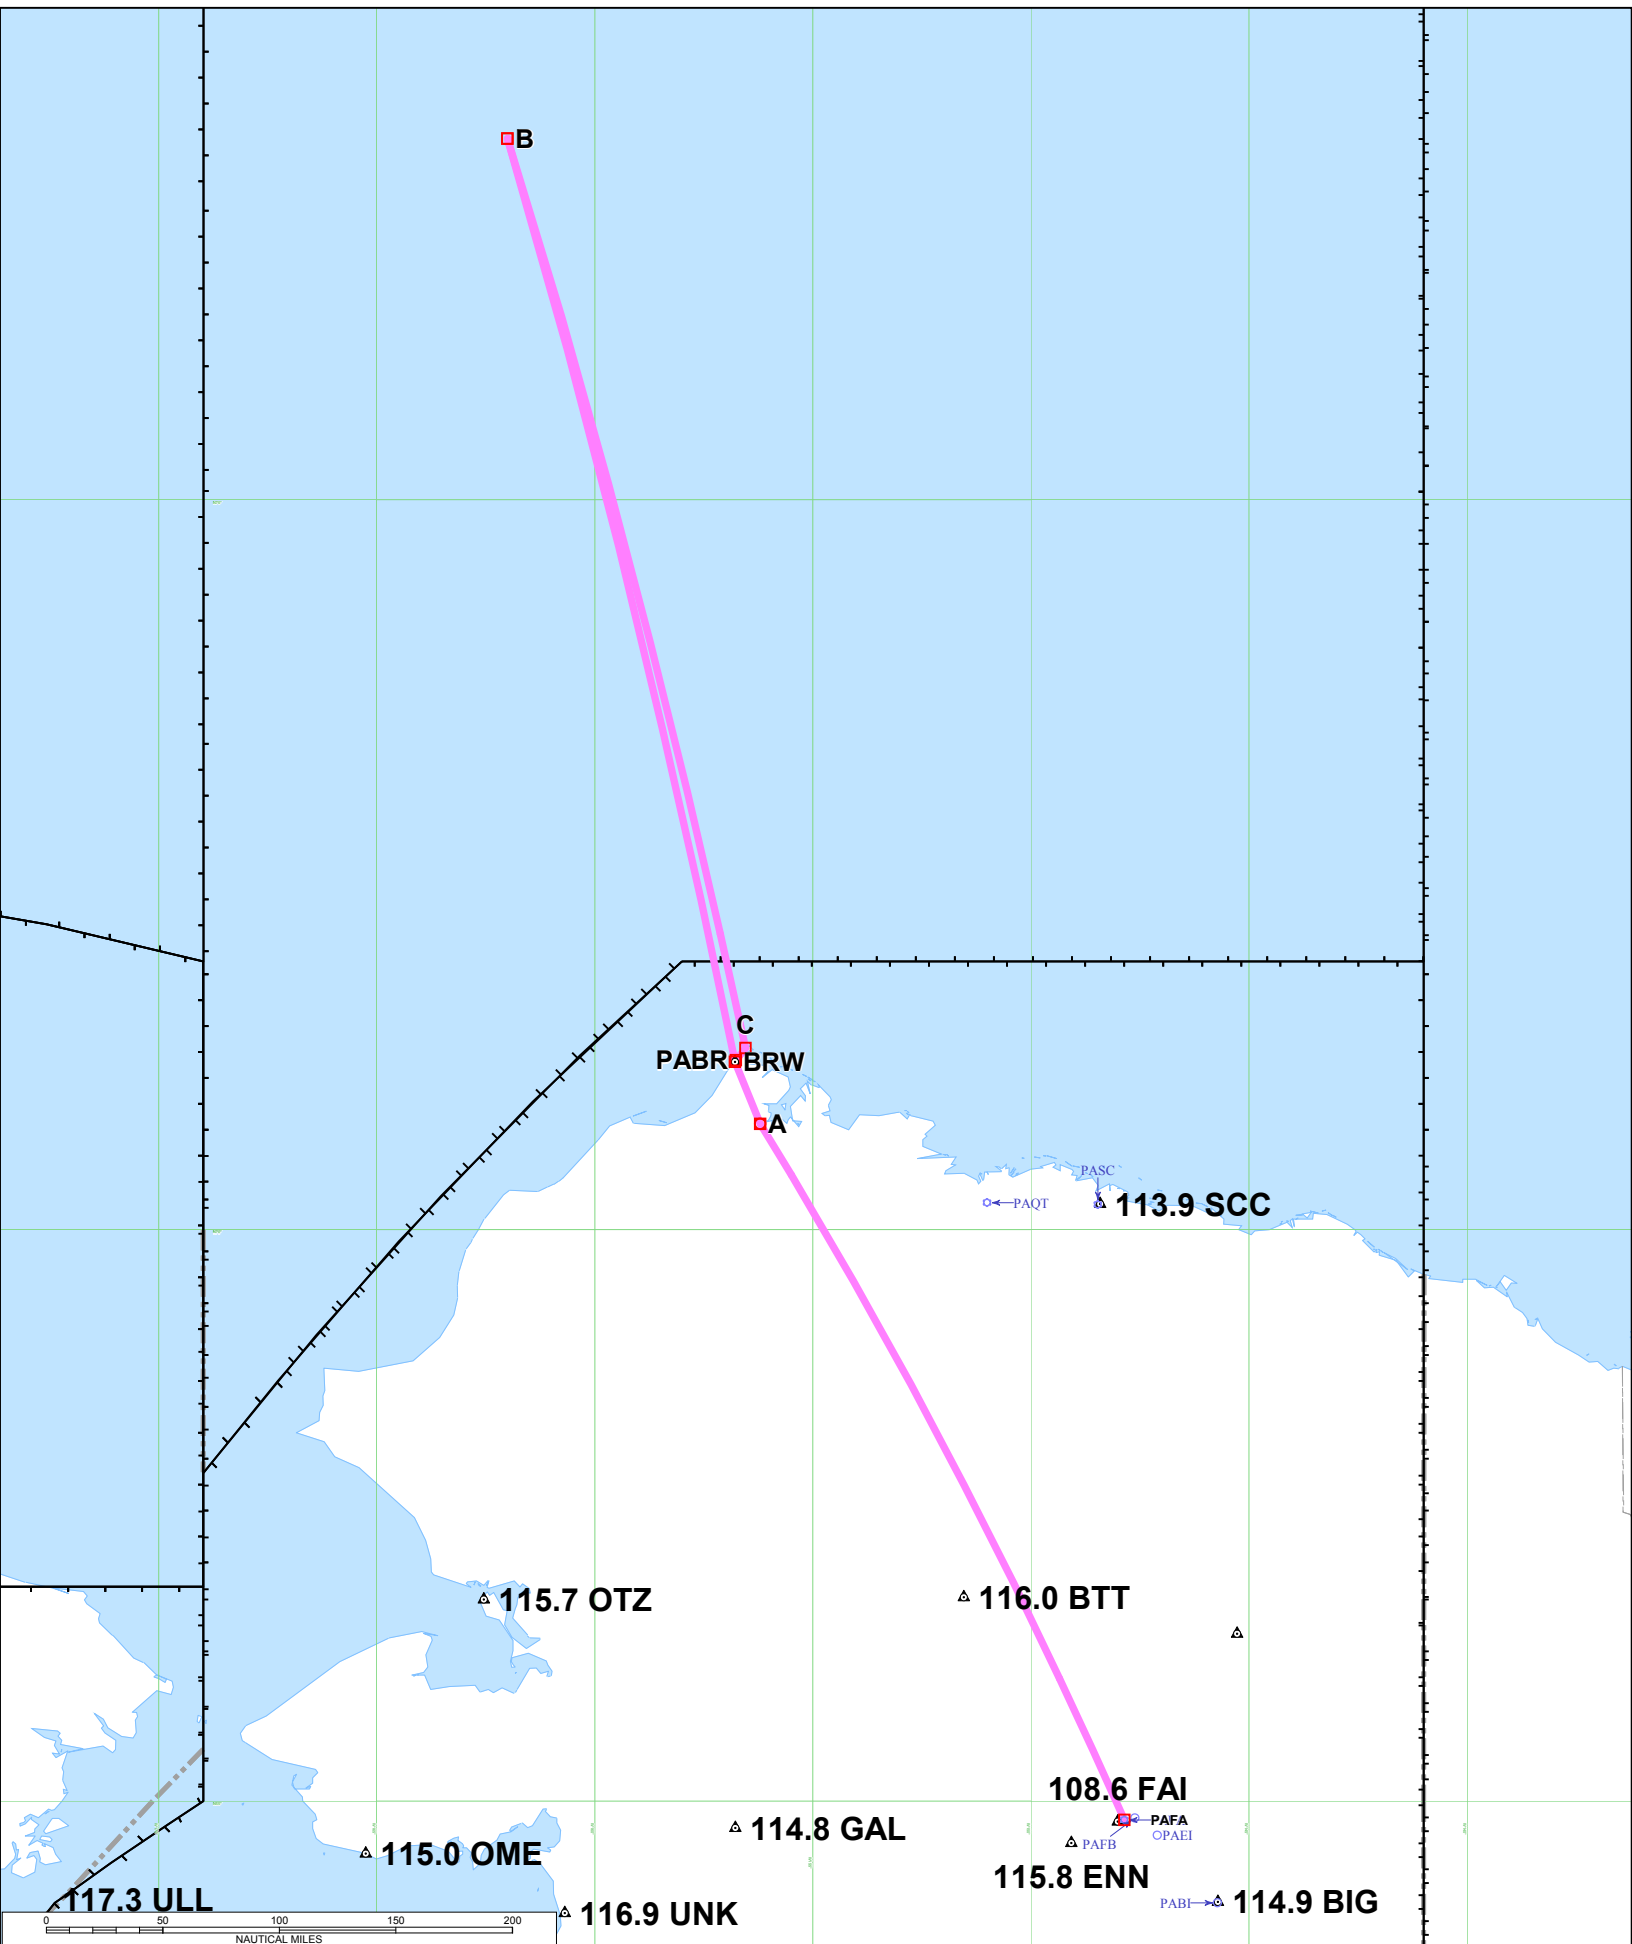 B
C
PABR BRW
A
PASC
PAQT
113.9 SCC
115.7 OTZ
116.0 BTT
108.6 FAI
PAFA
114.8 GAL
PAFB
PAEI
115.0 OME
115.8 ENN
117.3 ULL
PABI
114.9 BIG
116.9 UNK
0 50 100 150 200
NAUTICAL MILES